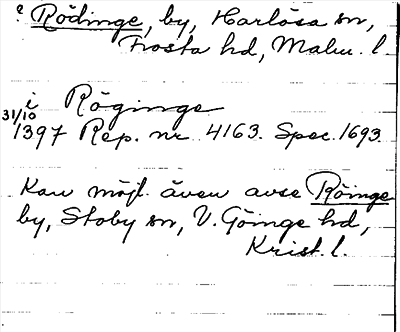 ? Rödinge, by, Harlösa sn,
Frosta hd, Malm. l.
i Röginge
31/10
1397 Rep. nr 4163. Spec. 1693.
Kan möjl. även avse Röinge
by, Stoby sn, V. Göinge hd,
Krist. l.